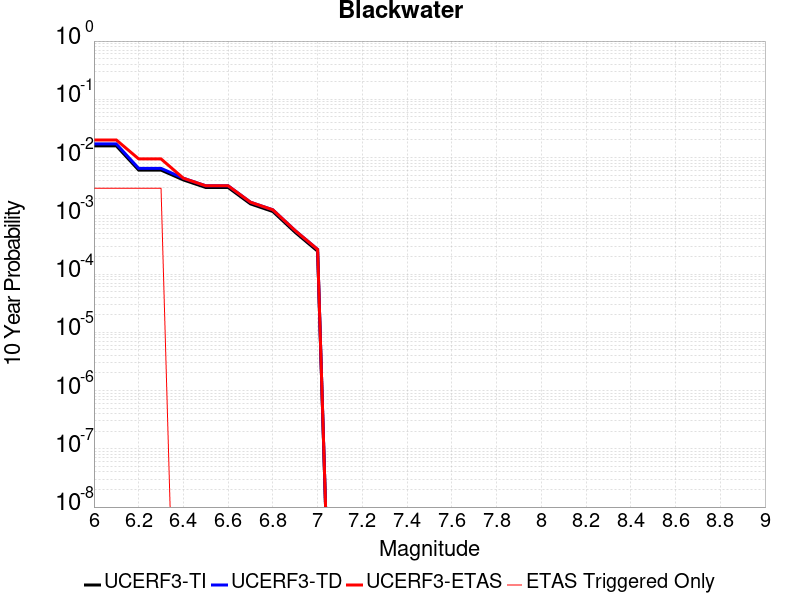 Blackwater
10^0
10^-1
10^-2
10^-3
10^-4
10^-5
10^-6
10^-7
10^-8
10 Year Probability
6 6.2 6.4 6.6 6.8 7 7.2 7.4 7.6 7.8 8 8.2 8.4 8.6 8.8 9
Magnitude
UCERF3-TI UCERF3-TD UCERF3-ETAS ETAS Triggered Only